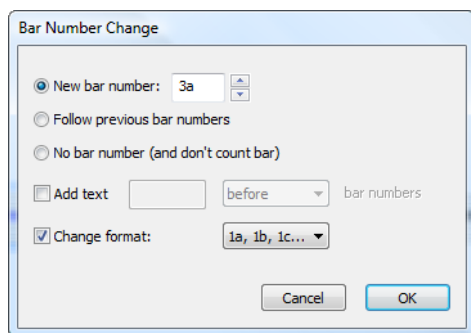 Bar Number Change
New bar number: 3a
Follow previous bar numbers
No bar number (and don't count bar)
Add text before bar numbers
Change format: 1a, 1b, 1c...
Cancel OK